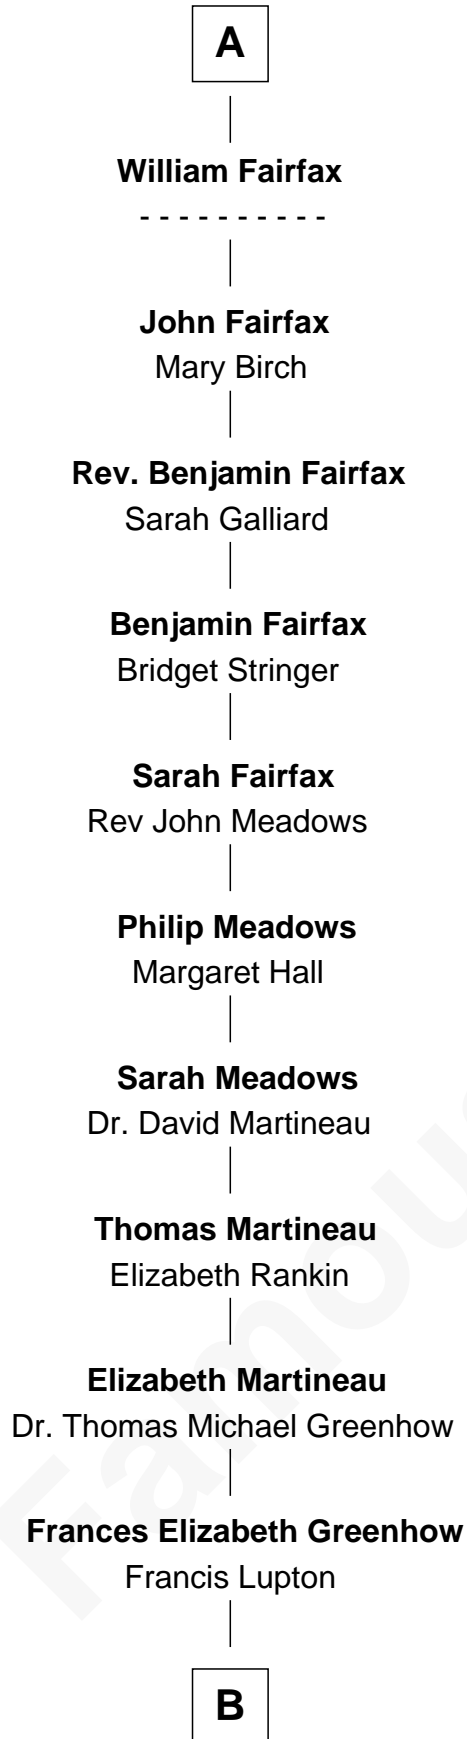 A
William Fairfax
- - - - - - - - - -
John Fairfax
Mary Birch
Rev. Benjamin Fairfax
Sarah Galliard
Benjamin Fairfax
Bridget Stringer
Sarah Fairfax
Rev John Meadows
Philip Meadows
Margaret Hall
Sarah Meadows
Dr. David Martineau
Thomas Martineau
Elizabeth Rankin
Elizabeth Martineau
Dr. Thomas Michael Greenhow
Frances Elizabeth Greenhow
Francis Lupton
B
Famous